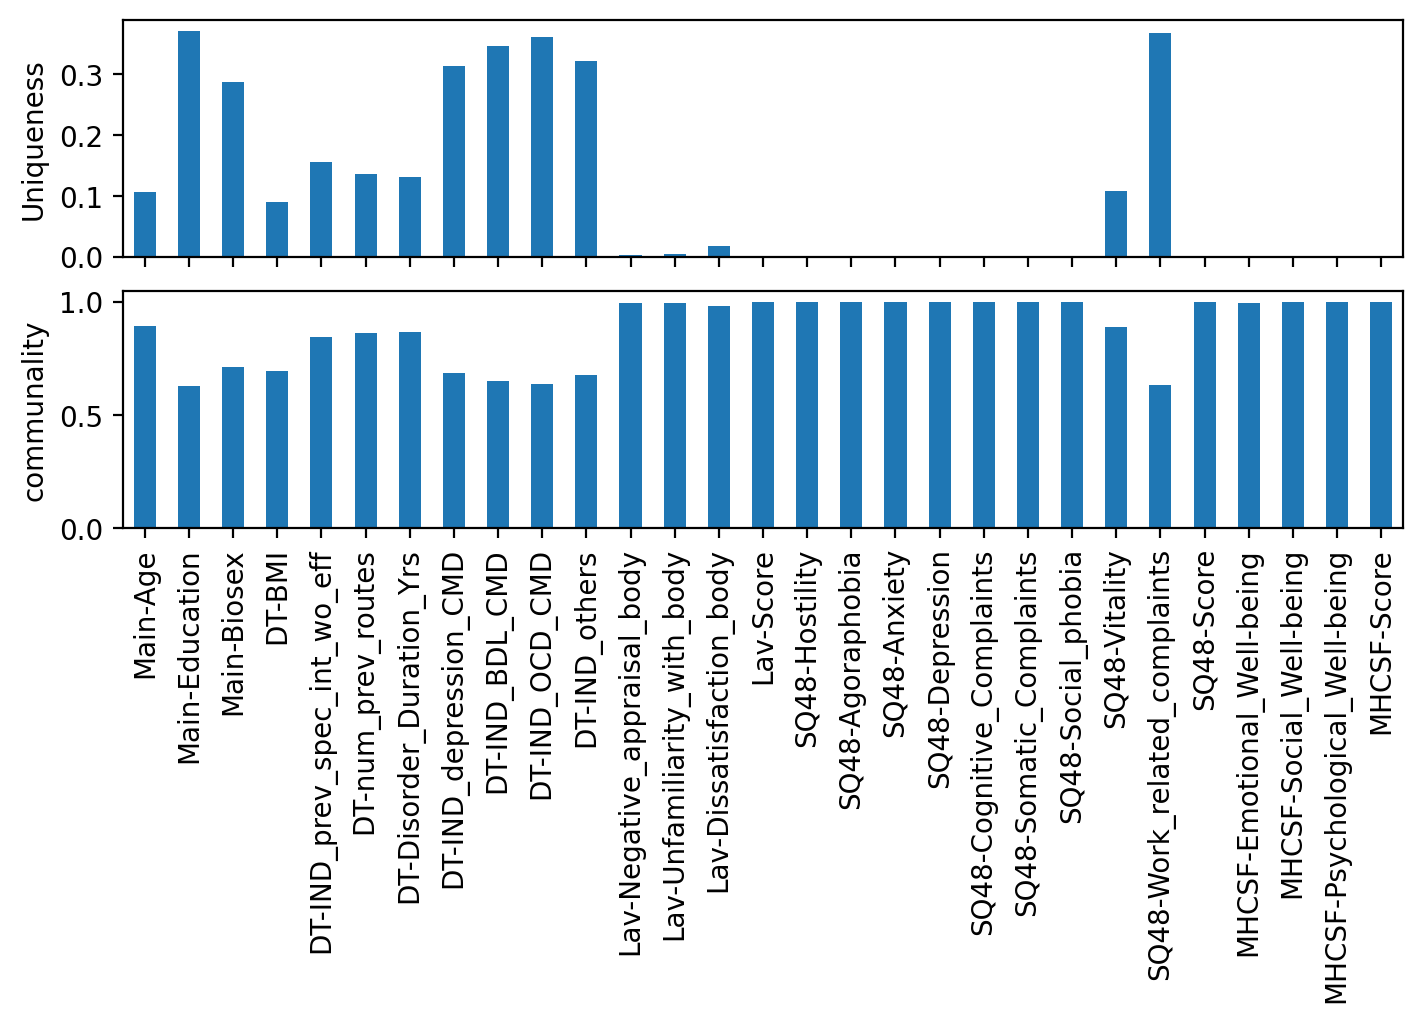 Uniqueness
0.3
0.2
0.1
0.0
communality
1.0
0.5
0.0
Main-Age
Main-Education
Main-Biosex
DT-BMI
DT-IND_prev_spec_int_wo_eff
DT-num_prev_routes
DT-Disorder_Duration_Yrs
DT-IND_depression_CMD
DT-IND_BDL_CMD
DT-IND_OCD_CMD
DT-IND_others
Lav-Negative_appraisal_body
Lav-Unfamiliarity_with_body
Lav-Dissatisfaction_body
Lav-Score
SQ48-Hostility
SQ48-Agoraphobia
SQ48-Anxiety
SQ48-Depression
SQ48-Cognitive_Complaints
SQ48-Somatic_Complaints
SQ48-Social_phobia
SQ48-Vitality
SQ48-Work_related_complaints
SQ48-Score
MHCSF-Emotional_Well-being
MHCSF-Social_Well-being
MHCSF-Psychological_Well-being
MHCSF-Score